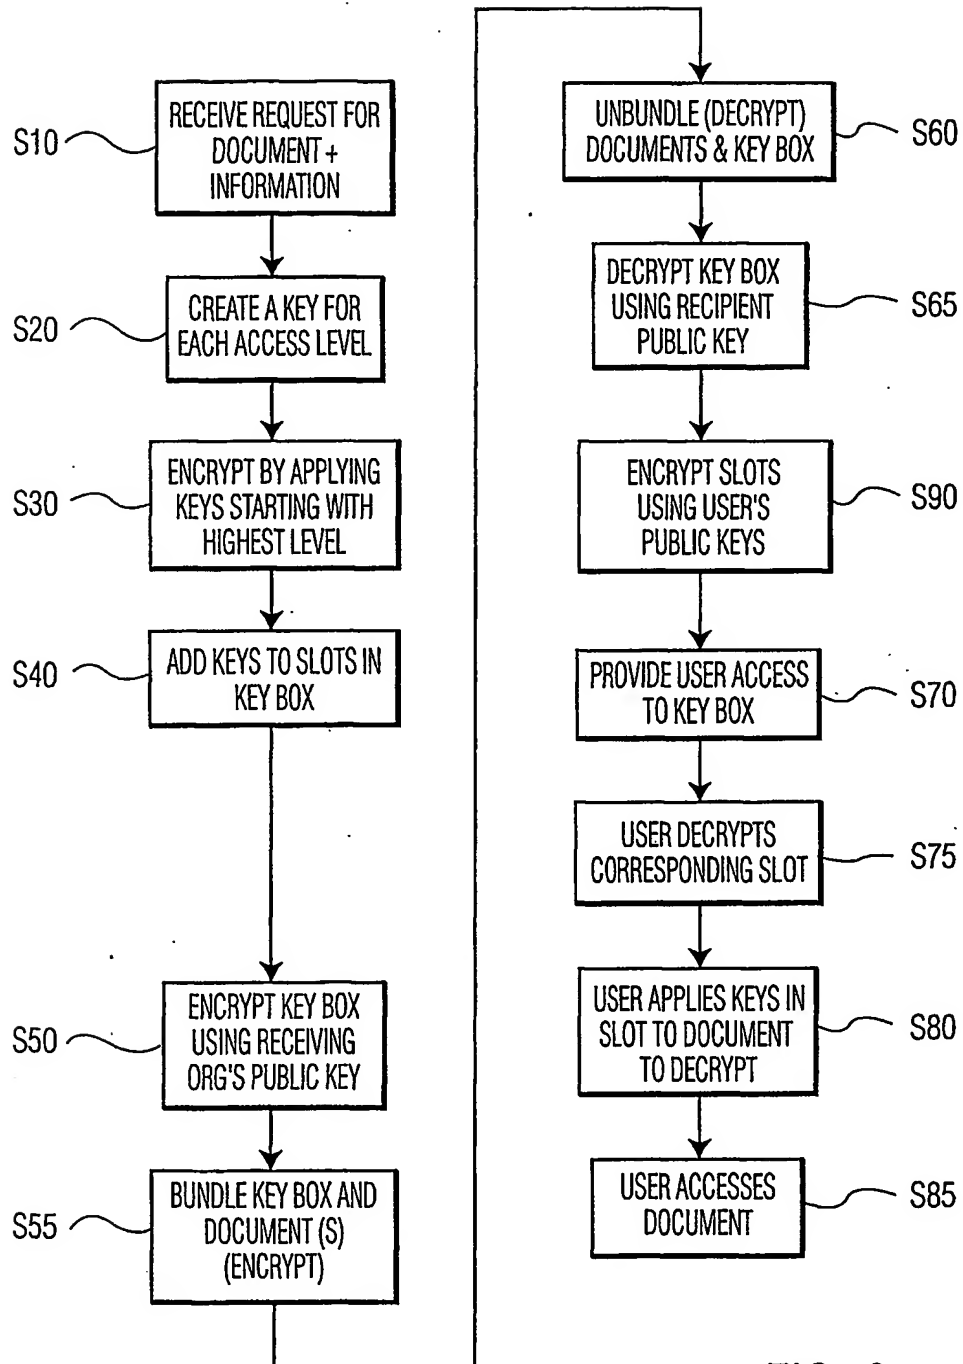 S10
RECEIVE REQUEST FOR
DOCUMENT +
INFORMATION
S20
CREATE A KEY FOR
EACH ACCESS LEVEL
S30
ENCRYPT BY APPLYING
KEYS STARTING WITH
HIGHEST LEVEL
S40
ADD KEYS TO SLOTS IN
KEY BOX
S50
ENCRYPT KEY BOX
USING RECEIVING
ORG'S PUBLIC KEY
S55
BUNDLE KEY BOX AND
DOCUMENT (S)
(ENCRYPT)
UNBUNDLE (DECRYPT)
DOCUMENTS & KEY BOX
S60
DECRYPT KEY BOX
USING RECIPIENT
PUBLIC KEY
S65
ENCRYPT SLOTS
USING USER'S
PUBLIC KEYS
S90
PROVIDE USER ACCESS
TO KEY BOX
S70
USER DECRYPTS
CORRESPONDING SLOT
S75
USER APPLIES KEYS IN
SLOT TO DOCUMENT
TO DECRYPT
S80
USER ACCESSES
DOCUMENT
S85